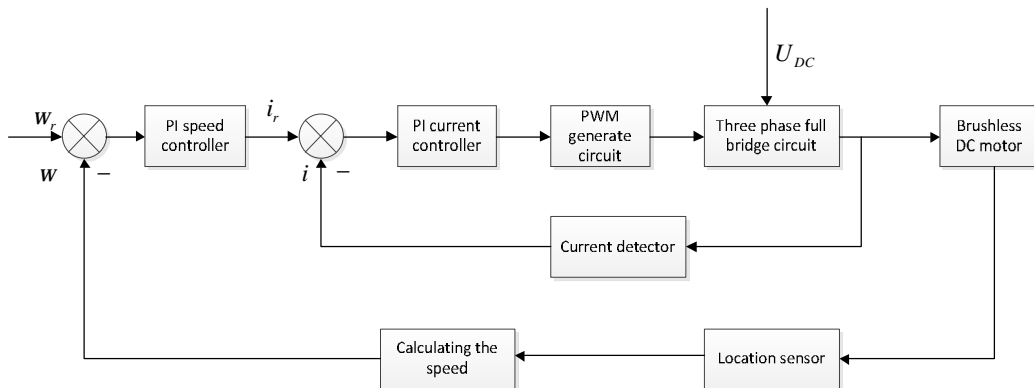 U_DC
W_r
PI speed
controller
i_r
PI current
controller
PWM
generate
circuit
Three phase full
bridge circuit
Brushless
DC motor
W
−
i
−
Current detector
Calculating the
speed
Location sensor